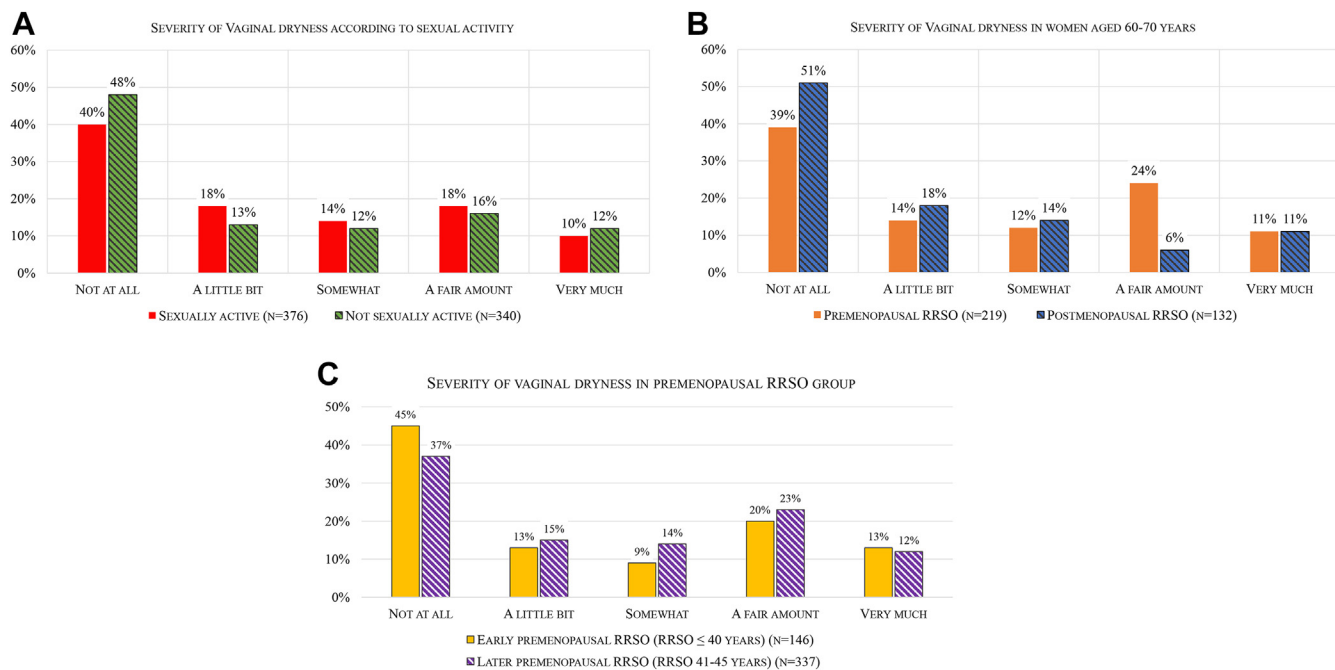 A
SEVERITY OF VAGINAL DRYNESS ACCORDING TO SEXUAL ACTIVITY
60%
50%
40%
30%
20%
10%
0%
40% 48%
18% 13%
14% 12%
18% 16%
10% 12%
NOT AT ALL A LITTLE BIT SOMEWHAT A FAIR AMOUNT VERY MUCH
SEXUALLY ACTIVE (N=376) NOT SEXUALLY ACTIVE (N=340)
B
SEVERITY OF VAGINAL DRYNESS IN WOMEN AGED 60-70 YEARS
60%
50%
40%
30%
20%
10%
0%
39% 51%
14% 18%
12% 14%
24% 6%
11% 11%
NOT AT ALL A LITTLE BIT SOMEWHAT A FAIR AMOUNT VERY MUCH
PREMENOPAUSAL RRSO (N=219) POSTMENOPAUSAL RRSO (N=132)
C
SEVERITY OF VAGINAL DRYNESS IN PREMENOPAUSAL RRSO GROUP
50%
40%
30%
20%
10%
0%
45% 37%
13% 15%
9% 14%
20% 23%
13% 12%
NOT AT ALL A LITTLE BIT SOMEWHAT A FAIR AMOUNT VERY MUCH
EARLY PREMENOPAUSAL RRSO (RRSO ≤ 40 YEARS) (N=146)
LATER PREMENOPAUSAL RRSO (RRSO 41-45 YEARS) (N=337)